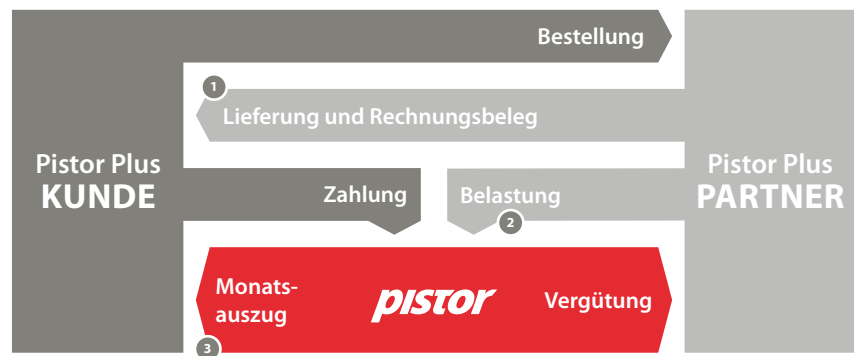 Bestellung
1
Lieferung und Rechnungsbeleg
Pistor Plus
KUNDE
Pistor Plus
PARTNER
Zahlung
Belastung
2
Monats-
auszug
pistor
Vergütung
3